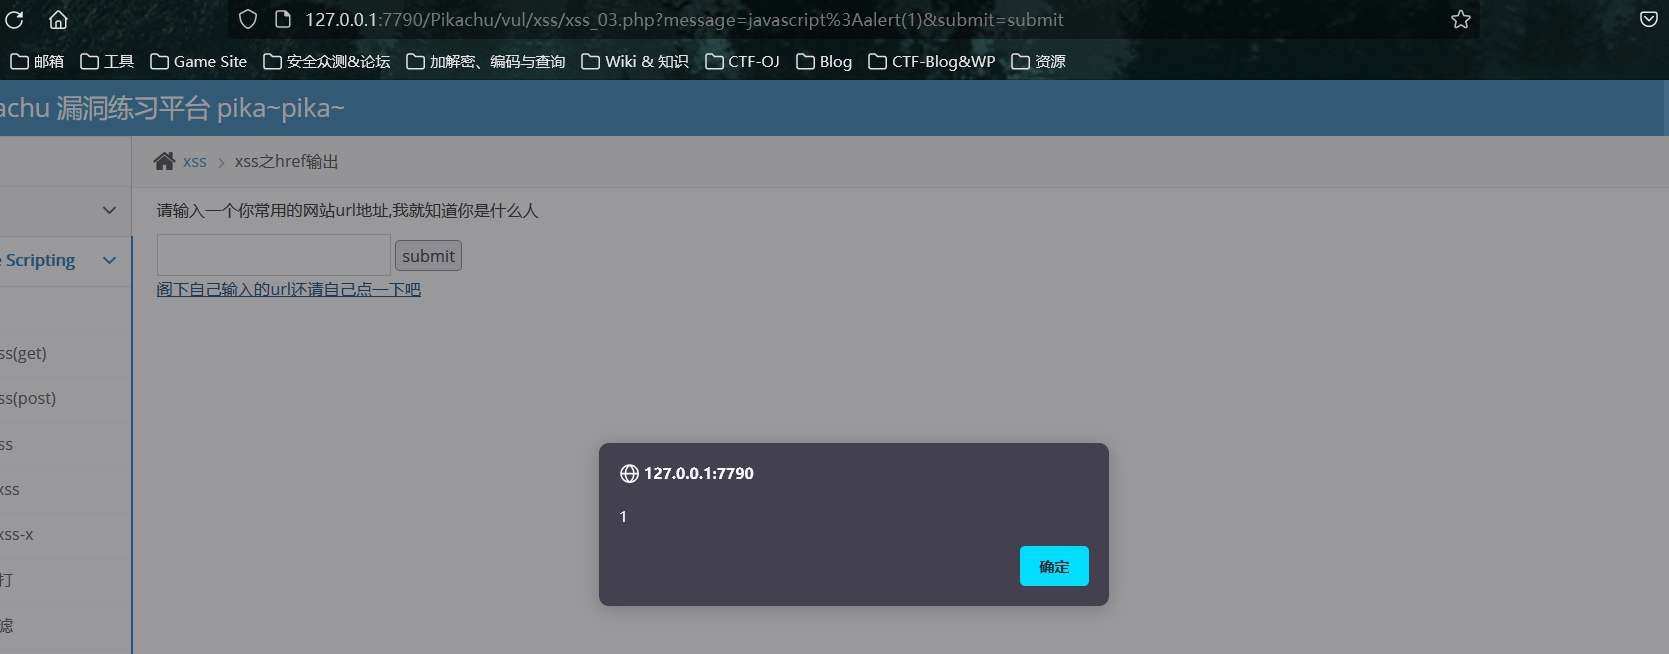 127.0.0.1:7790/Pikachu/vul/xss/xss_03.php?message=javascript%3Aalert(1)&submit=submit
邮箱 工具 Game Site 安全众测&论坛 加解密、编码与查询 Wiki & 知识 CTF-OJ Blog CTF-Blog&WP 资源
achu 漏洞练习平台 pika~pika~
xss > xss之href输出
请输入一个你常用的网站url地址,我就知道你是什么人
submit
e Scripting
阁下自己输入的url还请自己点一下吧
ss(get)
ss(post)
ss
xss
xss-x
打
滤
127.0.0.1:7790
1
确定